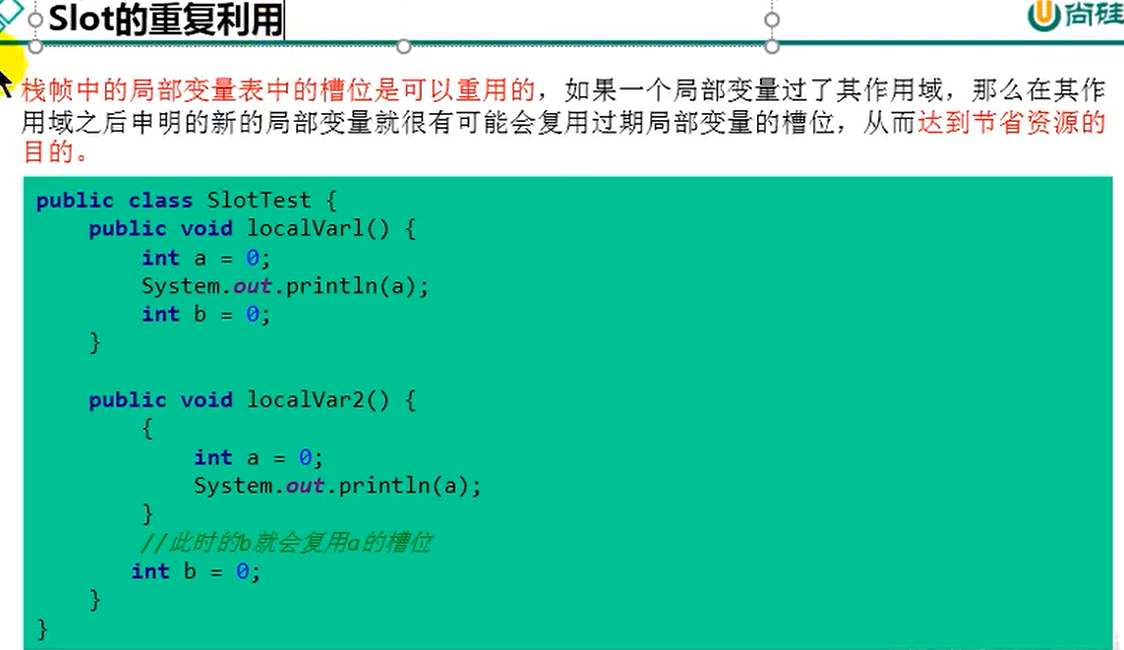 Slot的重复利用
尚硅
栈帧中的局部变量表中的槽位是可以重用的，如果一个局部变量过了其作用域，那么在其作
用域之后申明的新的局部变量就很有可能会复用过期局部变量的槽位，从而达到节省资源的
目的。
public class SlotTest {
    public void localVarl() {
        int a = 0;
        System.out.println(a);
        int b = 0;
    }
    public void localVar2() {
        {
            int a = 0;
            System.out.println(a);
        }
        //此时的b就会复用a的槽位
        int b = 0;
    }
}